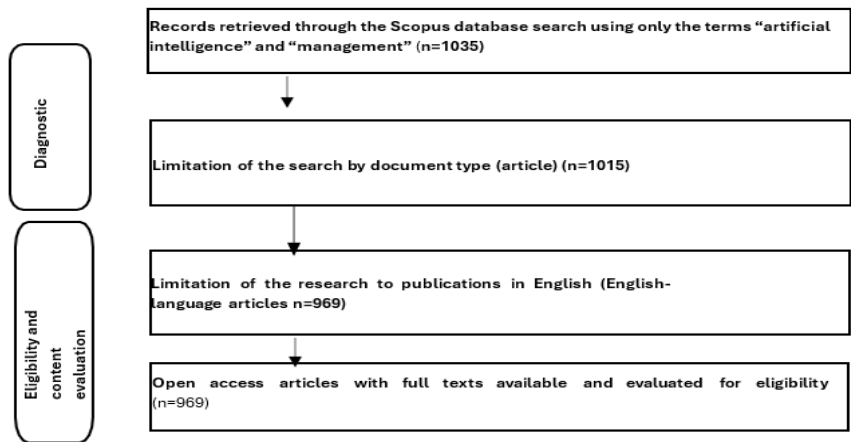 Records retrieved through the Scopus database search using only the terms “artificial
intelligence” and “management” (n=1035)
Diagnostic
Limitation of the search by document type (article) (n=1015)
Limitation of the research to publications in English (English-
language articles n=969)
Eligibility and
content
evaluation
Open access articles with full texts available and evaluated for eligibility
(n=969)